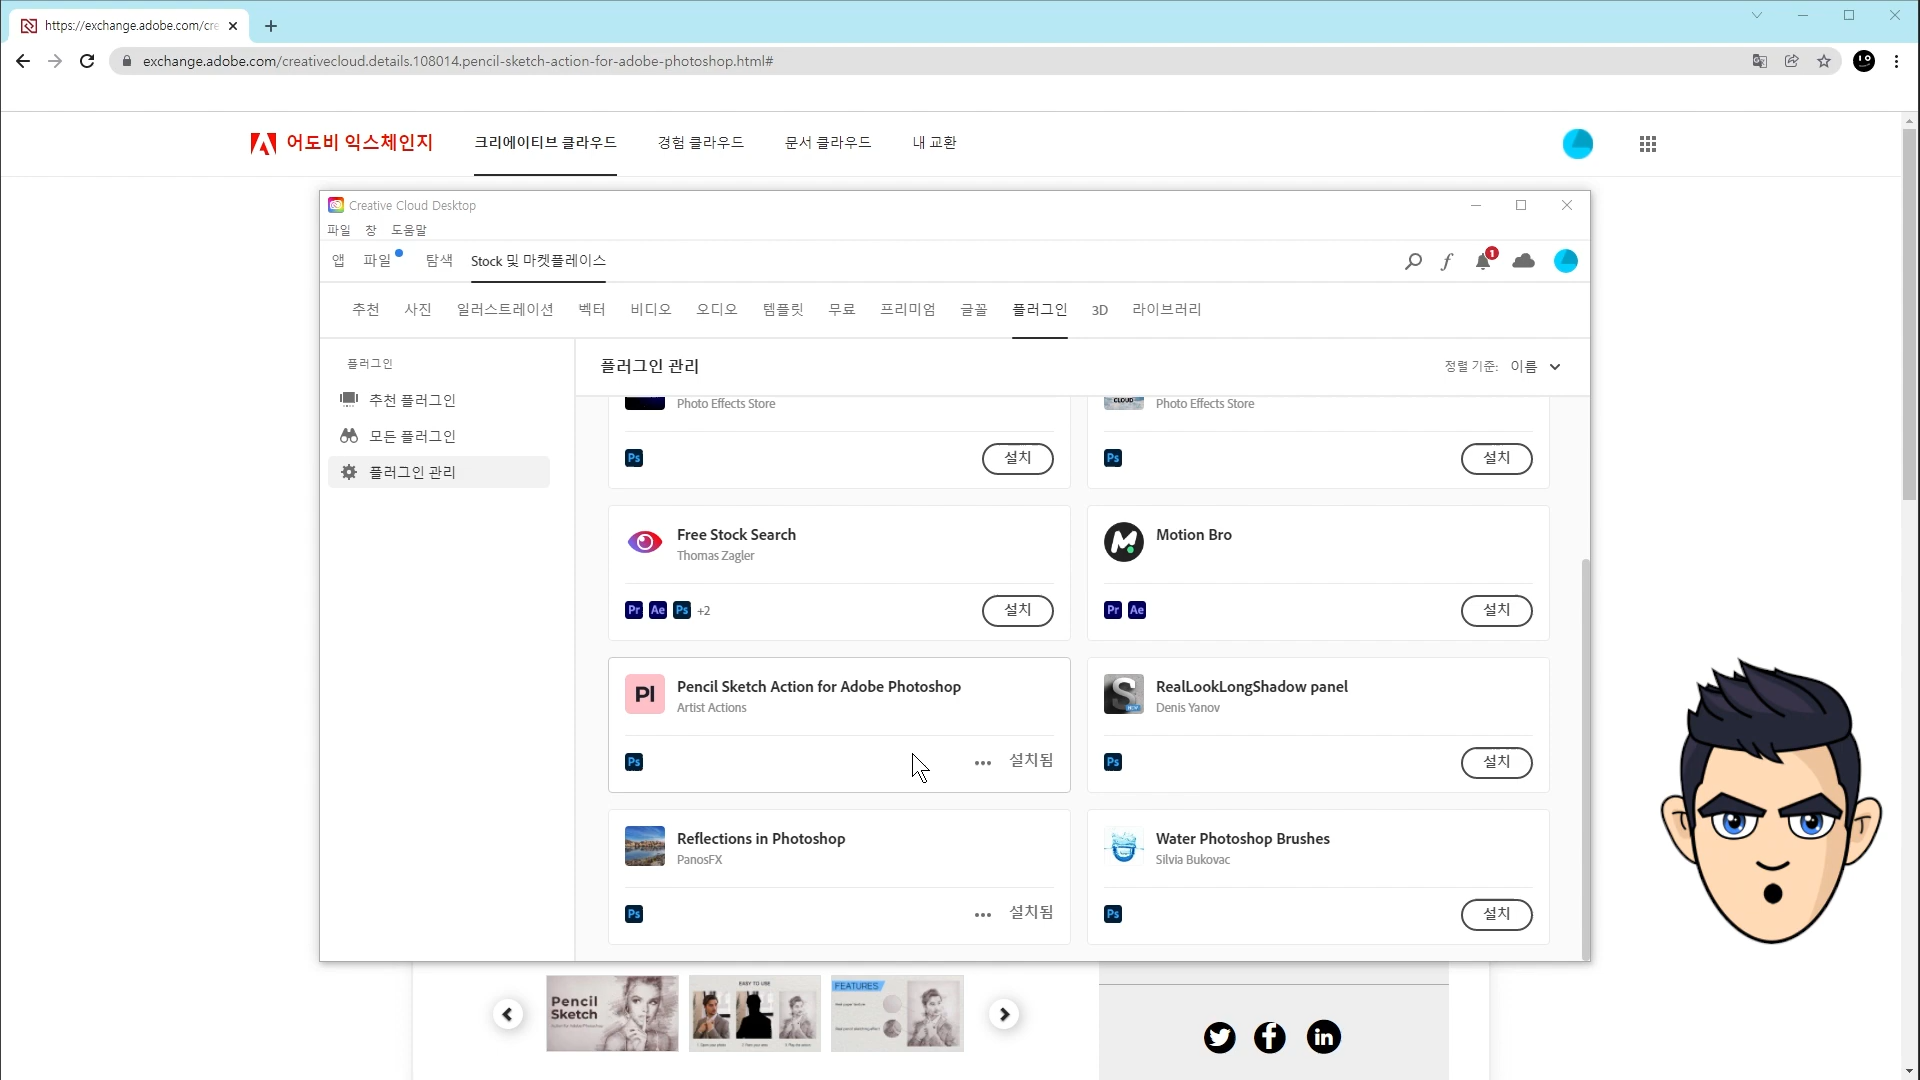 https://exchange.adobe.com/cre
exchange.adobe.com/creativecloud.details.108014.pencil-sketch-action-for-adobe-photoshop.html#
어도비 익스체인지
크리에이티브 클라우드
경험 클라우드
문서 클라우드
내 교환
Creative Cloud Desktop
파일 창 도움말
앱 파일 탐색 Stock 및 마켓플레이스
1
추천 사진 일러스트레이션 벡터 비디오 오디오 템플릿 무료 프리미엄 글꼴 플러그인 3D 라이브러리
플러그인
추천 플러그인
모든 플러그인
플러그인 관리
플러그인 관리
정렬 기준: 이름
Photo Effects Store
Ps 설치
CLOUD
Photo Effects Store
Ps 설치
Free Stock Search
Thomas Zagler
Pr Ae Ps +2 설치
Motion Bro
Pr Ae 설치
Pl
Pencil Sketch Action for Adobe Photoshop
Artist Actions
Ps ••• 설치됨
S
RealLookLongShadow panel
Denis Yanov
Ps 설치
Reflections in Photoshop
PanosFX
Ps ••• 설치됨
Water Photoshop Brushes
Silvia Bukovac
Ps 설치
Pencil
Sketch
EASY TO USE
FEATURES